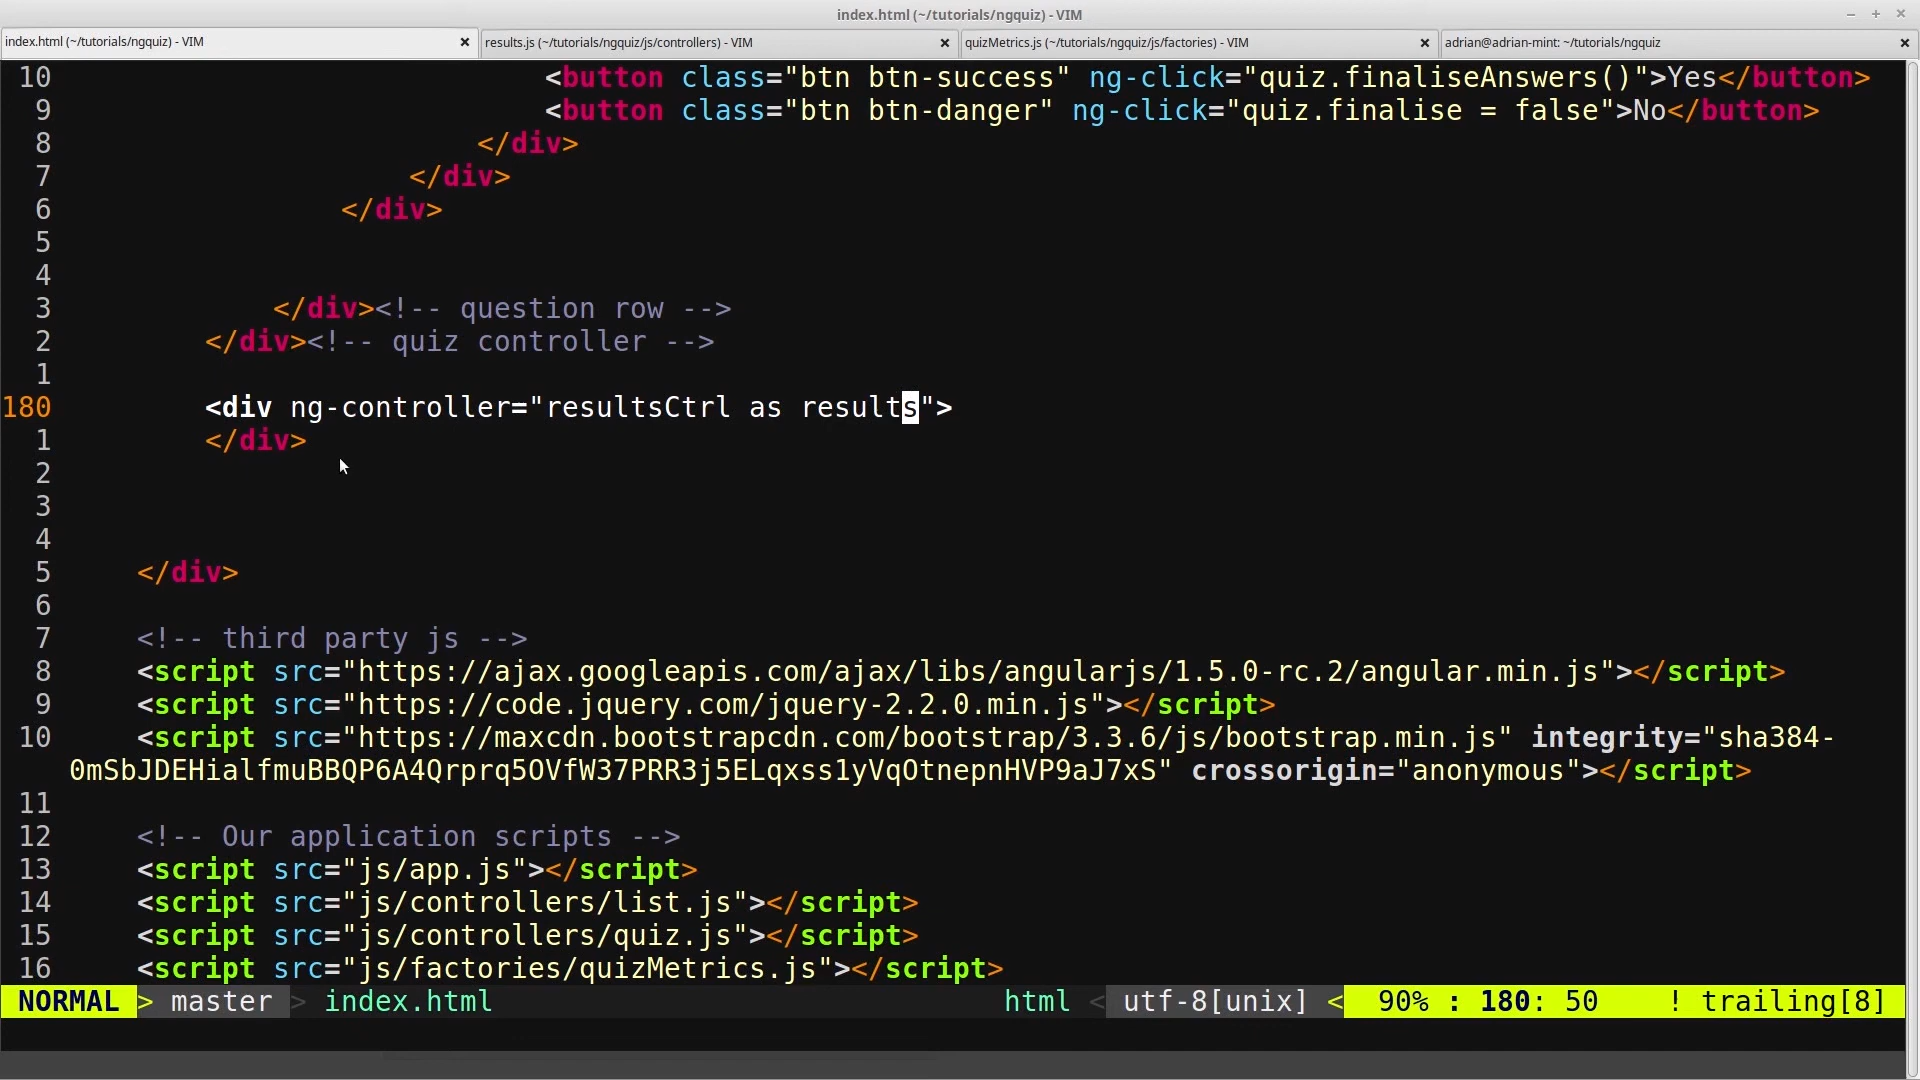 index.html (~/tutorials/ngquiz) - VIM
index.html (~/tutorials/ngquiz) - VIM results.js (~/tutorials/ngquiz/js/controllers) - VIM quizMetrics.js (~/tutorials/ngquiz/js/factories) - VIM adrian@adrian-mint: ~/tutorials/ngquiz
10 <button class="btn btn-success" ng-click="quiz.finaliseAnswers()">Yes</button>
9 <button class="btn btn-danger" ng-click="quiz.finalise = false">No</button>
8 </div>
7 </div>
6 </div>
5
4
3 </div><!-- question row -->
2 </div><!-- quiz controller -->
1
180 <div ng-controller="resultsCtrl as results">
1 </div>
2
3
4
5 </div>
6
7 <!-- third party js -->
8 <script src="https://ajax.googleapis.com/ajax/libs/angularjs/1.5.0-rc.2/angular.min.js"></script>
9 <script src="https://code.jquery.com/jquery-2.2.0.min.js"></script>
10 <script src="https://maxcdn.bootstrapcdn.com/bootstrap/3.3.6/js/bootstrap.min.js" integrity="sha384-
0mSbJDEHialfmuBBQP6A4Qrprq5OVfW37PRR3j5ELqxss1yVqOtnepnHVP9aJ7xS" crossorigin="anonymous"></script>
11
12 <!-- Our application scripts -->
13 <script src="js/app.js"></script>
14 <script src="js/controllers/list.js"></script>
15 <script src="js/controllers/quiz.js"></script>
16 <script src="js/factories/quizMetrics.js"></script>
NORMAL > master > index.html html < utf-8[unix] < 90% : 180: 50 ! trailing[8]